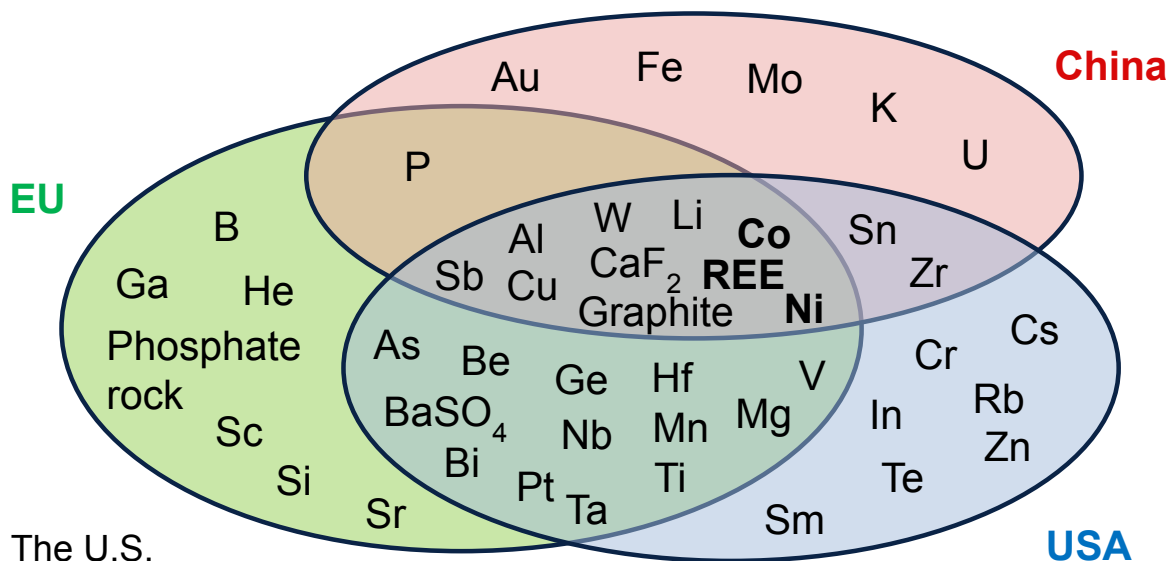 China
Au Fe Mo K U
EU
P
B
Ga He
Phosphate
rock
Sc
Si
Sr
W Li Co
Al CaF₂ REE
Sb Cu Graphite Ni
Sn
Zr
As Be Ge Hf V
BaSO₄ Nb Mn Mg
Bi Pt Ta Ti
Cs
Cr
Rb
In
Zn
Te
Sm
The U.S.
USA